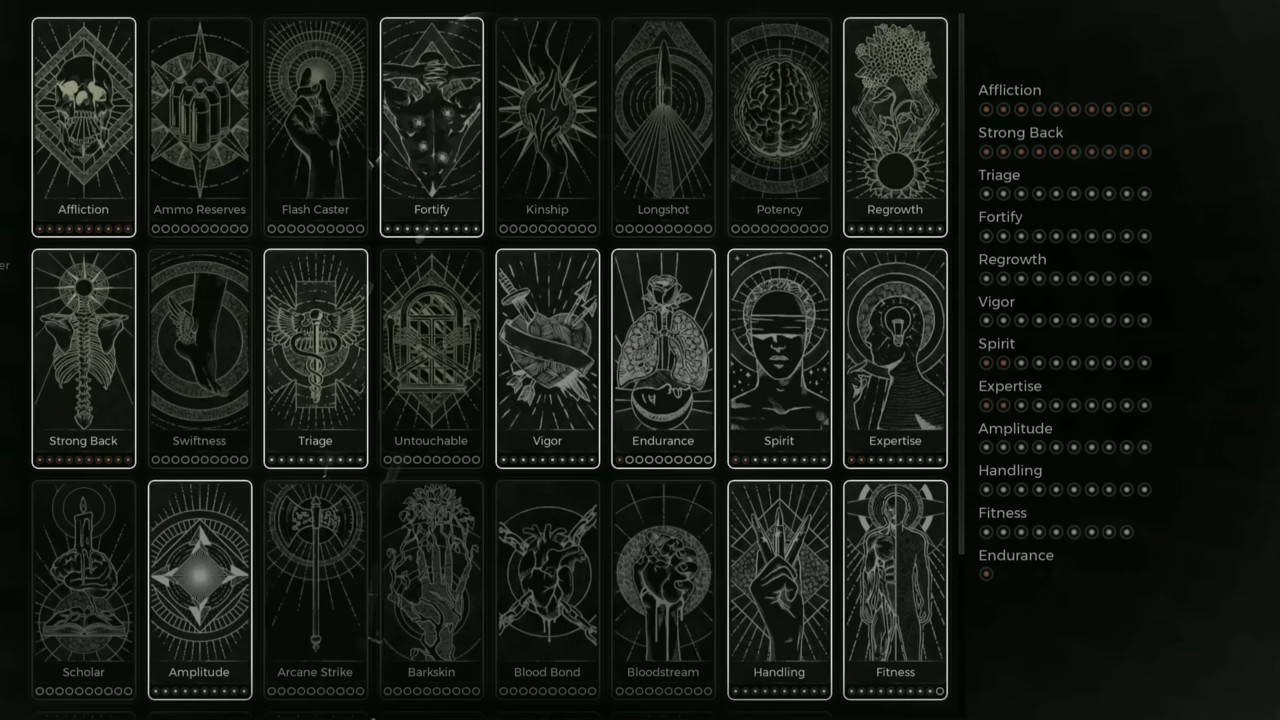 Affliction
Ammo Reserves
Flash Caster
Fortify
Kinship
Longshot
Potency
Regrowth
Strong Back
Swiftness
Triage
Untouchable
Vigor
Endurance
Spirit
Expertise
Scholar
Amplitude
Arcane Strike
Barkskin
Blood Bond
Bloodstream
Handling
Fitness
er
Affliction
Strong Back
Triage
Fortify
Regrowth
Vigor
Spirit
Expertise
Amplitude
Handling
Fitness
Endurance